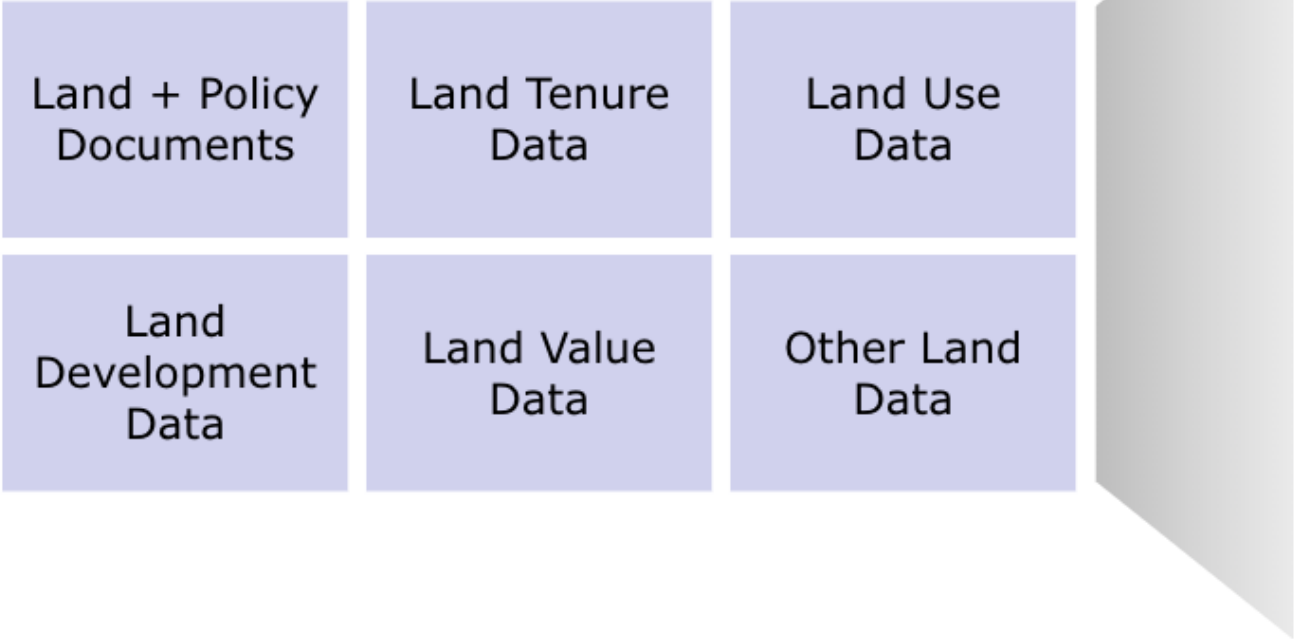 Land + Policy
Documents
Land Tenure
Data
Land Use
Data
Land
Development
Data
Land Value
Data
Other Land
Data